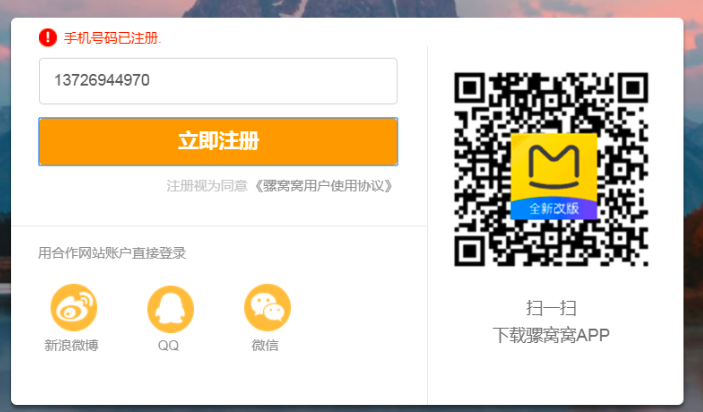 手机号码已注册.
13726944970
立即注册
注册视为同意《骡窝窝用户使用协议》
用合作网站账户直接登录
新浪微博
QQ
微信
全新改版
扫一扫
下载骡窝窝APP